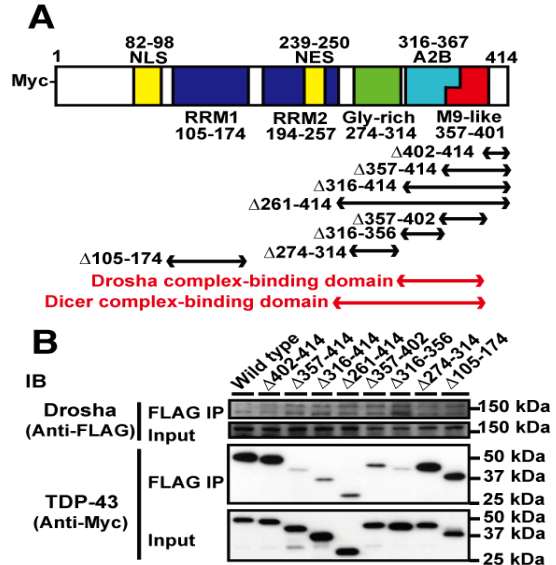 A
1 82–98 239–250 316–367 414
NLS NES A2B
Myc-
RRM1 RRM2 Gly-rich M9-like
105–174 194–257 274–314 357–401
Δ402–414
Δ357–414
Δ316–414
Δ261–414
Δ357–402
Δ316–356
Δ274–314
Δ105–174
Drosha complex-binding domain
Dicer complex-binding domain
B
Wild type Δ402–414 Δ357–414 Δ316–414 Δ261–414 Δ357–402 Δ316–356 Δ274–314 Δ105–174
IB
Drosha (Anti-FLAG)
FLAG IP 150 kDa
Input 150 kDa
TDP-43 (Anti-Myc)
FLAG IP
50 kDa
37 kDa
25 kDa
Input
50 kDa
37 kDa
25 kDa